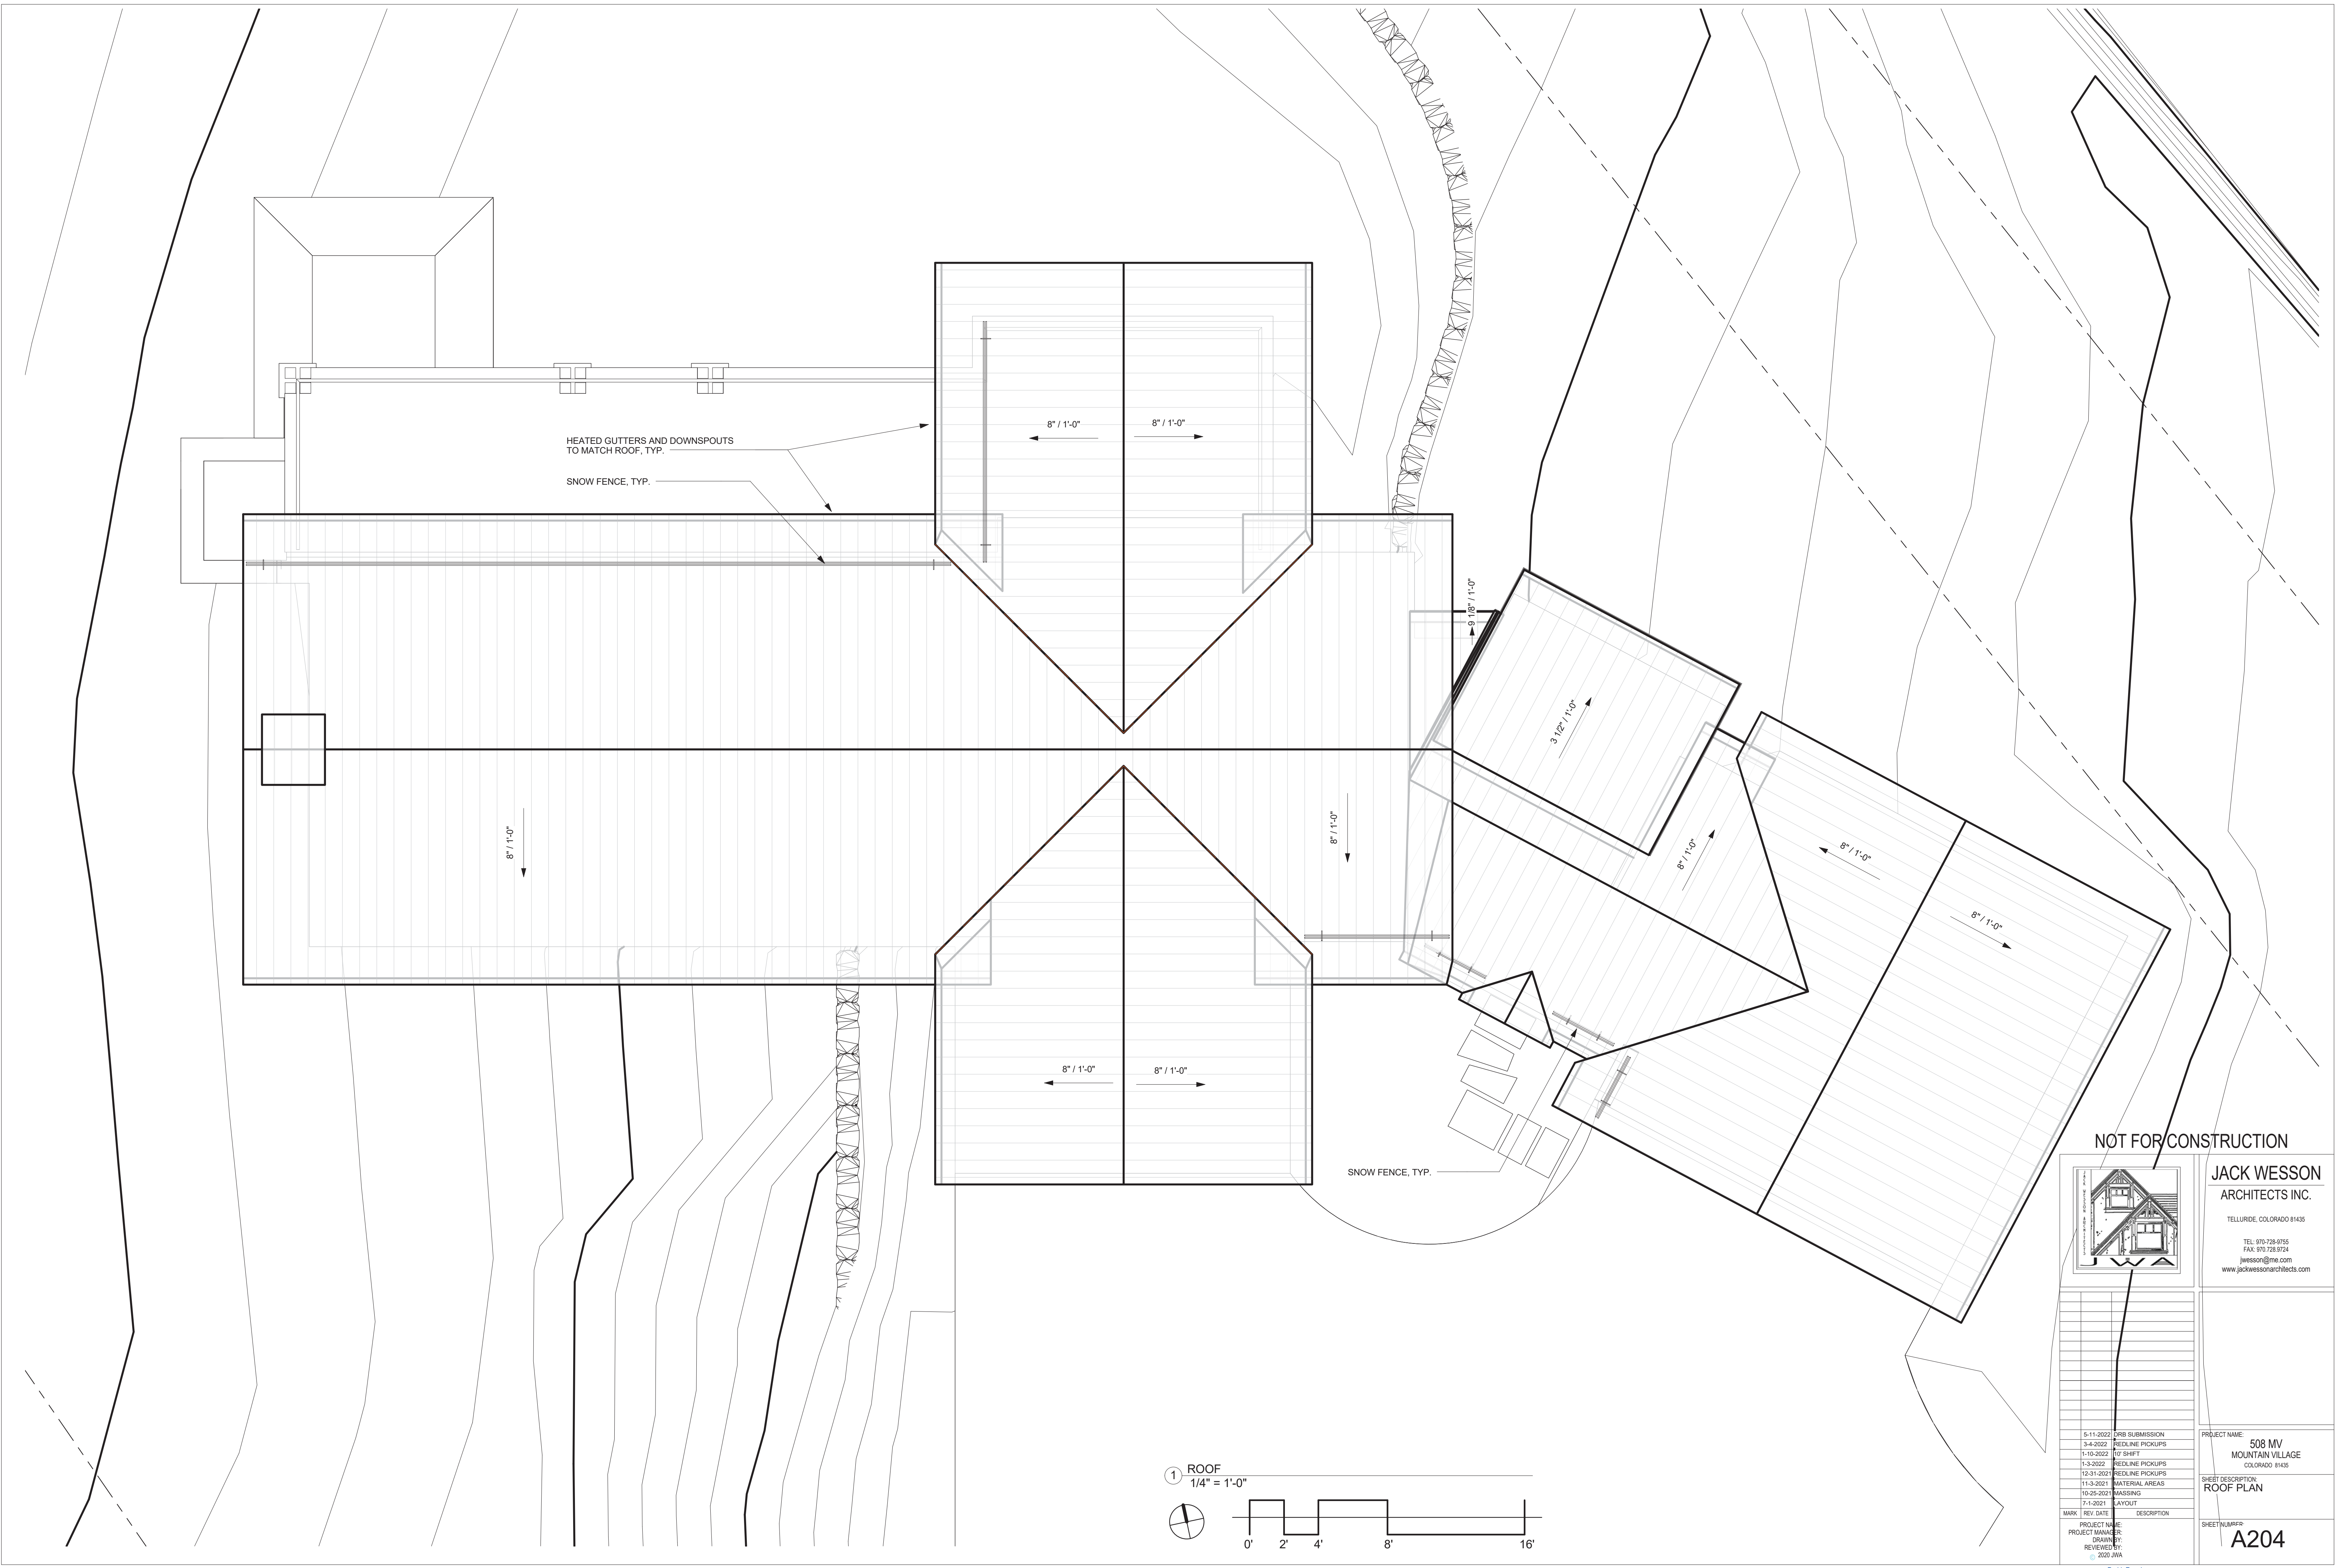 HEATED GUTTERS AND DOWNSPOUTS
TO MATCH ROOF, TYP.
SNOW FENCE, TYP.
8" / 1'-0"
8" / 1'-0"
9 1/8" / 1'-0"
3 1/2" / 1'-0"
8" / 1'-0"
8" / 1'-0"
8" / 1'-0"
8" / 1'-0"
8" / 1'-0"
8" / 1'-0"
8" / 1'-0"
SNOW FENCE, TYP.
1
ROOF
1/4" = 1'-0"
0' 2' 4' 8' 16'
NOT FOR CONSTRUCTION
JACK WESSON ARCHITECTS
JACK WESSON
ARCHITECTS INC.
TELLURIDE, COLORADO 81435
TEL: 970-728-9755
FAX: 970.728.9724
jwesson@me.com
www.jackwessonarchitects.com
5-11-2022 DRB SUBMISSION
3-4-2022 REDLINE PICKUPS
1-10-2022 10' SHIFT
1-3-2022 REDLINE PICKUPS
12-31-2021 REDLINE PICKUPS
11-3-2021 MATERIAL AREAS
10-25-2021 MASSING
7-1-2021 LAYOUT
MARK REV. DATE DESCRIPTION
PROJECT NAME:
PROJECT MANAGER:
DRAWN BY:
REVIEWED BY:
© 2020 JWA
PROJECT NAME:
508 MV
MOUNTAIN VILLAGE
COLORADO 81435
SHEET DESCRIPTION:
ROOF PLAN
SHEET NUMBER:
A204